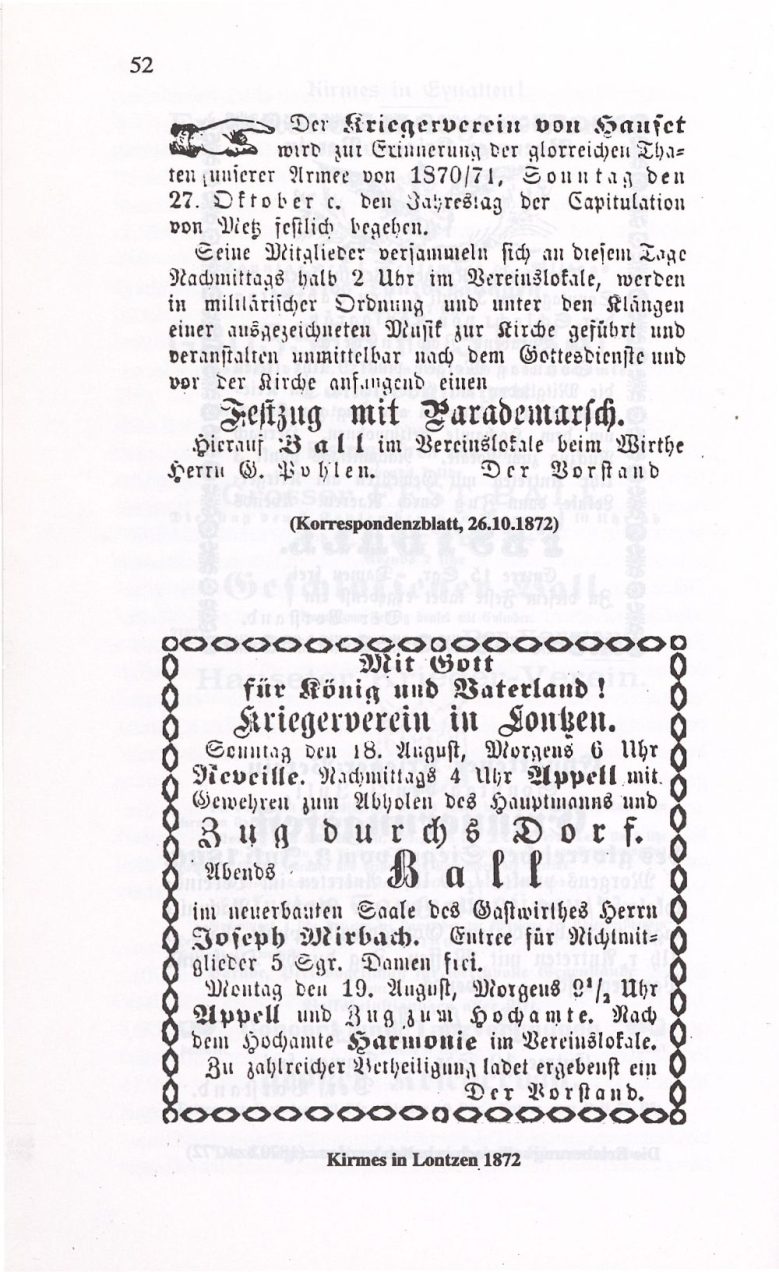 52
Der Kriegerverein von Hauset
wird zur Erinnerung der glorreichen Tha-
ten unserer Armee von 1870/71, Sonntag den
27. Oktober c. den Jahrestag der Capitulation
von Metz festlich begehen.
Seine Mitglieder versammeln sich an diesem Tage
Nachmittags halb 2 Uhr im Vereinslokale, werden
in militärischer Ordnung und unter den Klängen
einer ausgezeichneten Musik zur Kirche geführt und
veranstalten unmittelbar nach dem Gottesdienste und
vor der Kirche anfangend einen
Festzug mit Parademarsch.
Hierauf Ball im Vereinslokale beim Wirthe
Herrn G. Pohlen. Der Vorstand
(Korrespondenzblatt, 26.10.1872)
Mit Gott
für König und Vaterland!
Kriegerverein in Lontzen.
Sonntag den 18. August, Morgens 6 Uhr
Reveille. Nachmittags 4 Uhr Appell mit
Gewehren zum Abholen des Hauptmanns und
Zug durchs Dorf.
Abends Ball
im neuerbauten Saale des Gastwirthes Herrn
Joseph Mirbach. Entree für Nichtmit-
glieder 5 Sgr. Damen frei.
Montag den 19. August, Morgens 9½ Uhr
Appell und Zug zum Hochamte. Nach
dem Hochamte Harmonie im Vereinslokale.
Zu zahlreicher Betheiligung ladet ergebenst ein
Der Vorstand.
Kirmes in Lontzen 1872